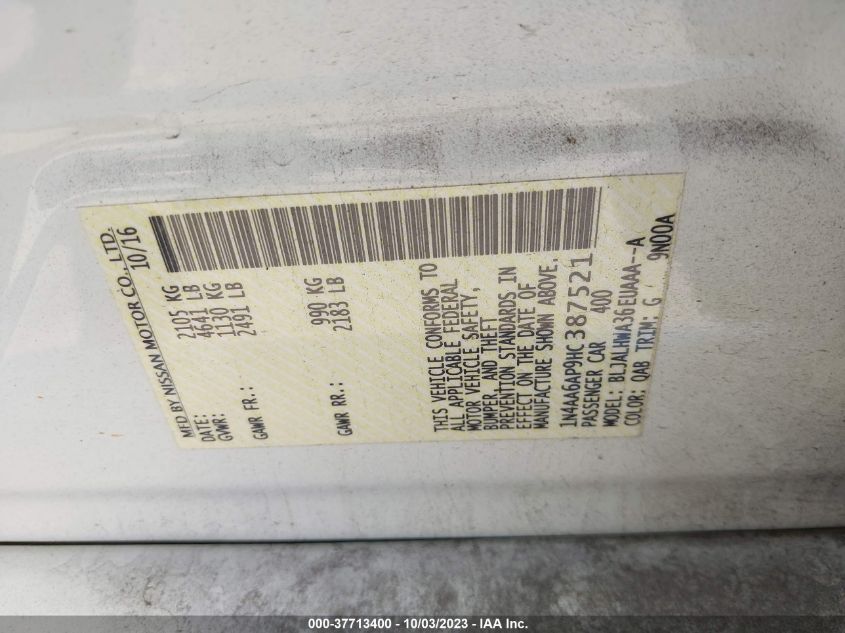 MFD BY NISSAN MOTOR CO., LTD.
DATE: 10/16
GVWR: 2105 KG
4641 LB
GAWR FR.: 1130 KG
2491 LB
GAWR RR.: 990 KG
2183 LB
THIS VEHICLE CONFORMS TO
ALL APPLICABLE FEDERAL
MOTOR VEHICLE SAFETY,
BUMPER, AND THEFT
PREVENTION STANDARDS IN
EFFECT ON THE DATE OF
MANUFACTURE SHOWN ABOVE.
1N4AA6AP9HC387521
PASSENGER CAR 400
MODEL: BLJALHWA36EUAAA--A
COLOR: QAB TRIM: G 9N00A
000-37713400 - 10/03/2023 - IAA Inc.